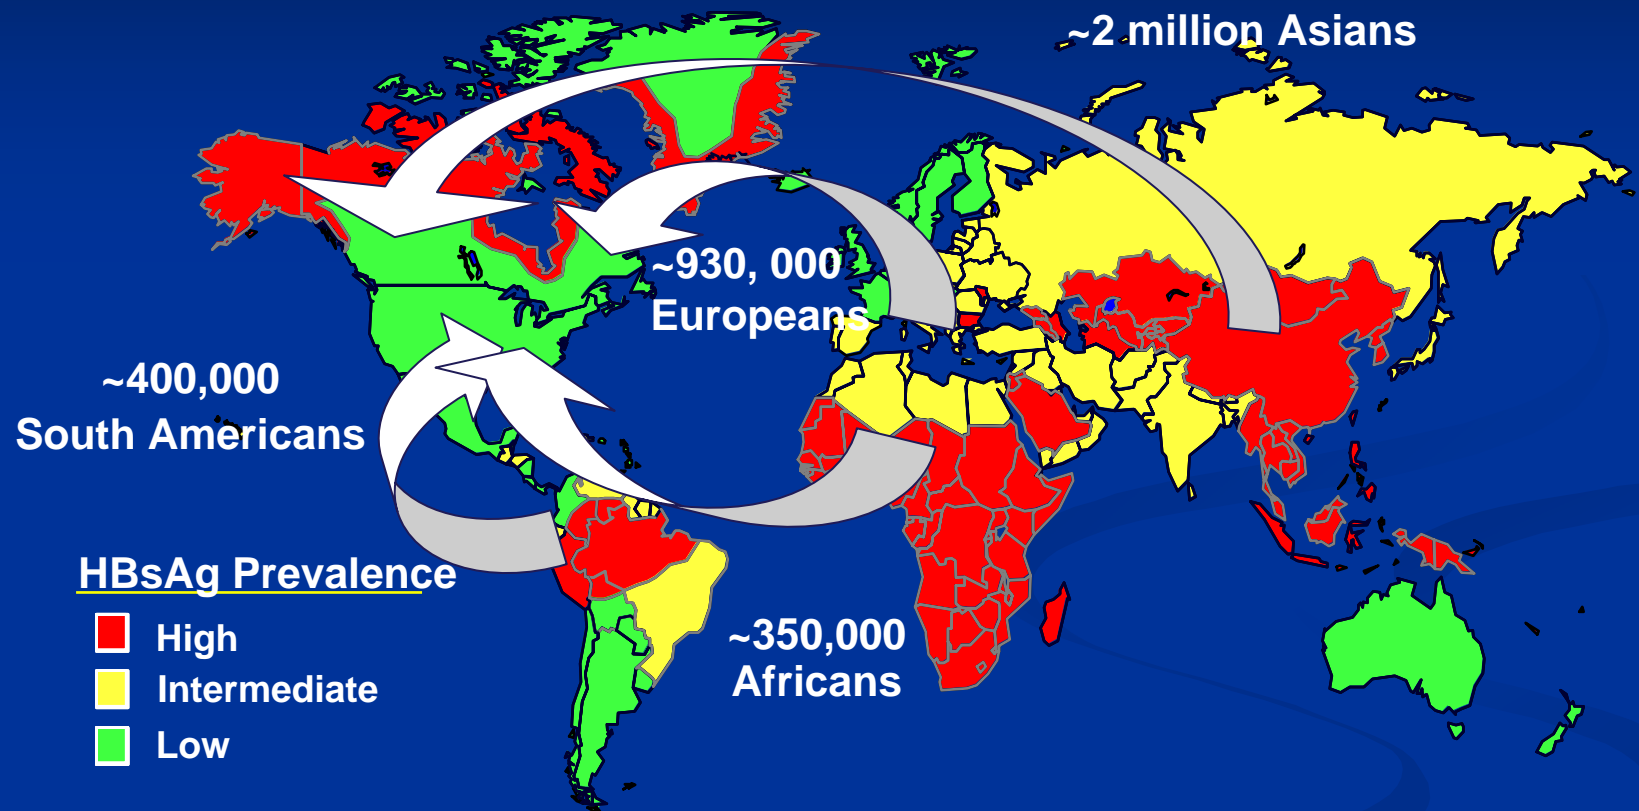 ~2 million Asians
~930, 000
Europeans
~400,000
South Americans
~350,000
Africans
HBsAg Prevalence
High
Intermediate
Low